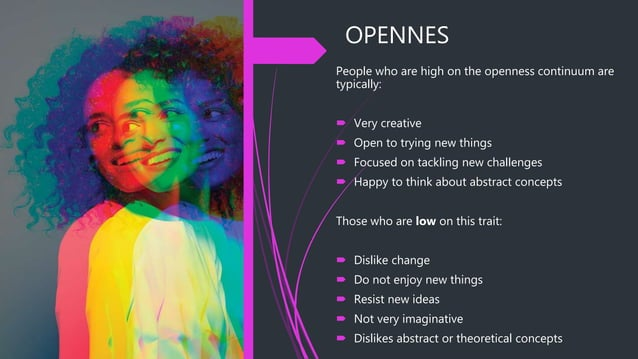 OPENNES
People who are high on the openness continuum are
typically:
Very creative
Open to trying new things
Focused on tackling new challenges
Happy to think about abstract concepts
Those who are low on this trait:
Dislike change
Do not enjoy new things
Resist new ideas
Not very imaginative
Dislikes abstract or theoretical concepts